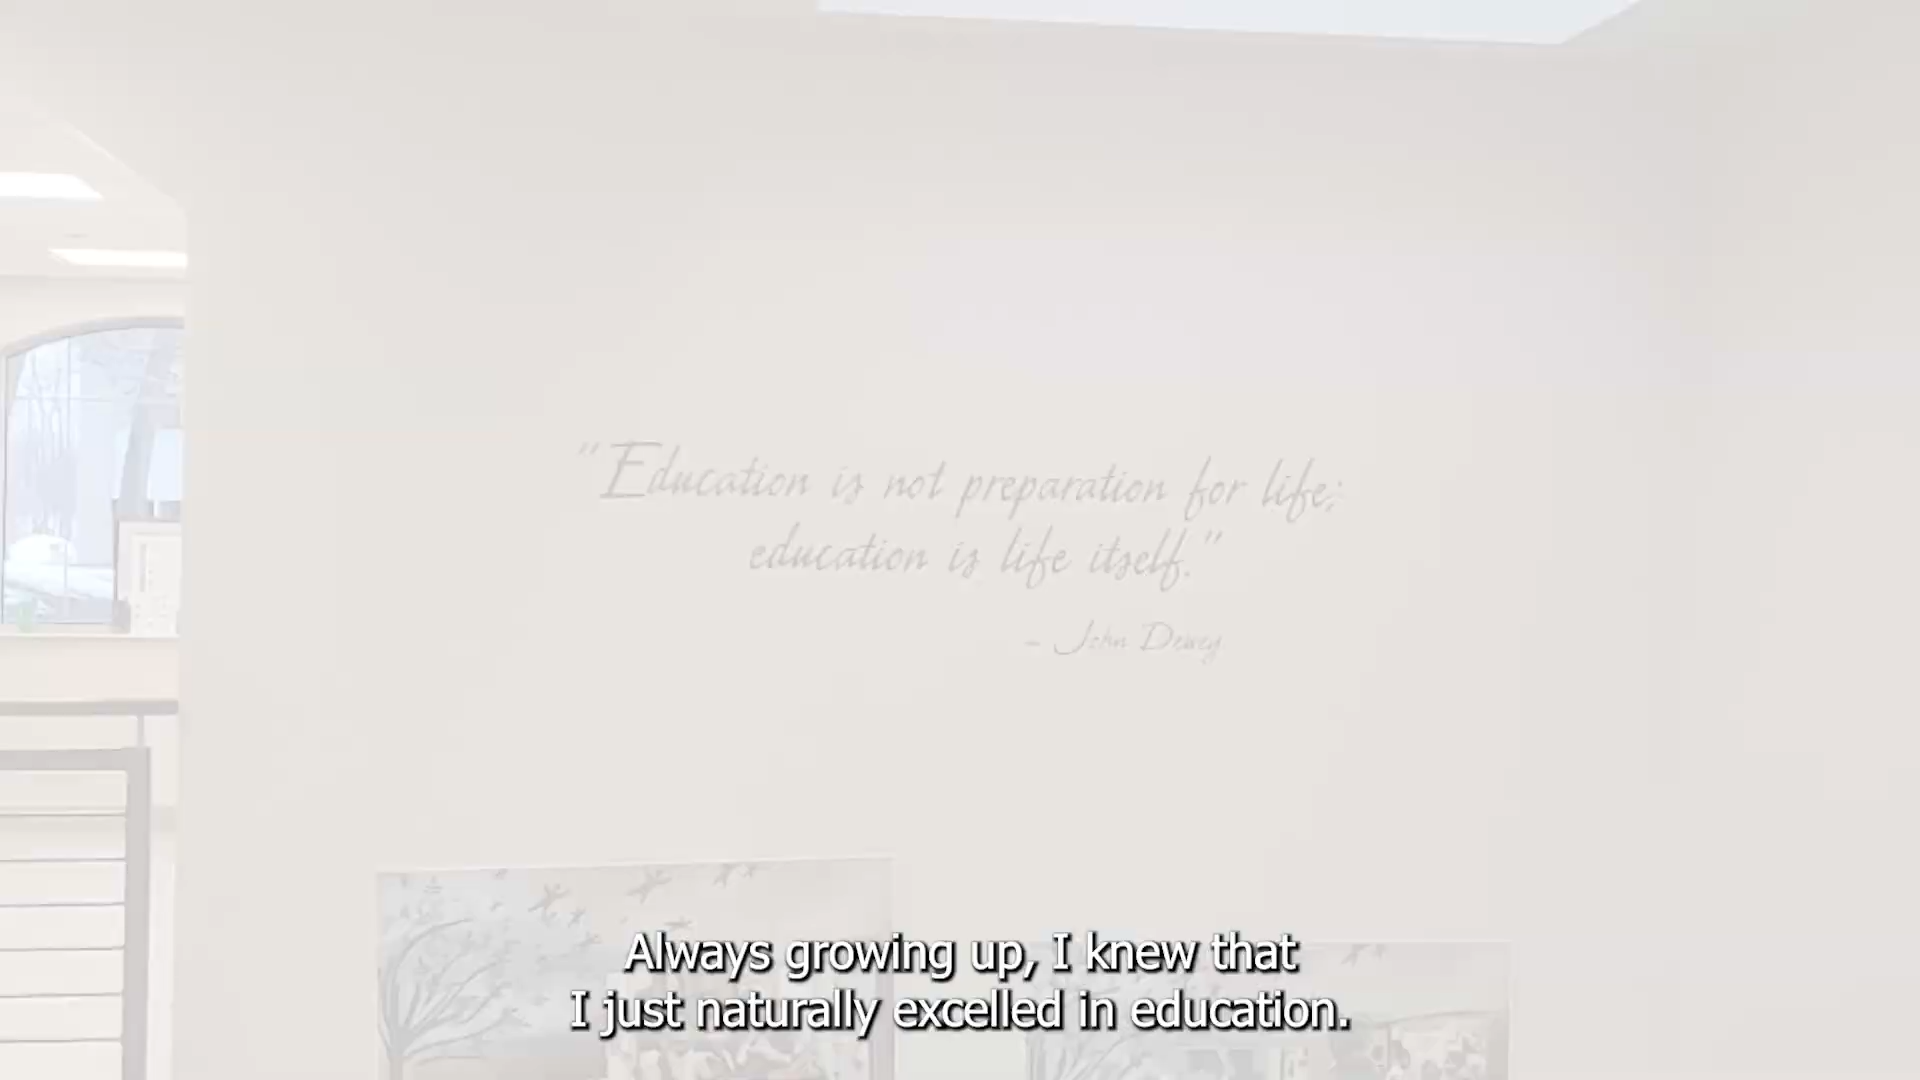 "Education is not preparation for life;
education is life itself."
- John Dewey
Always growing up, I knew that
I just naturally excelled in education.